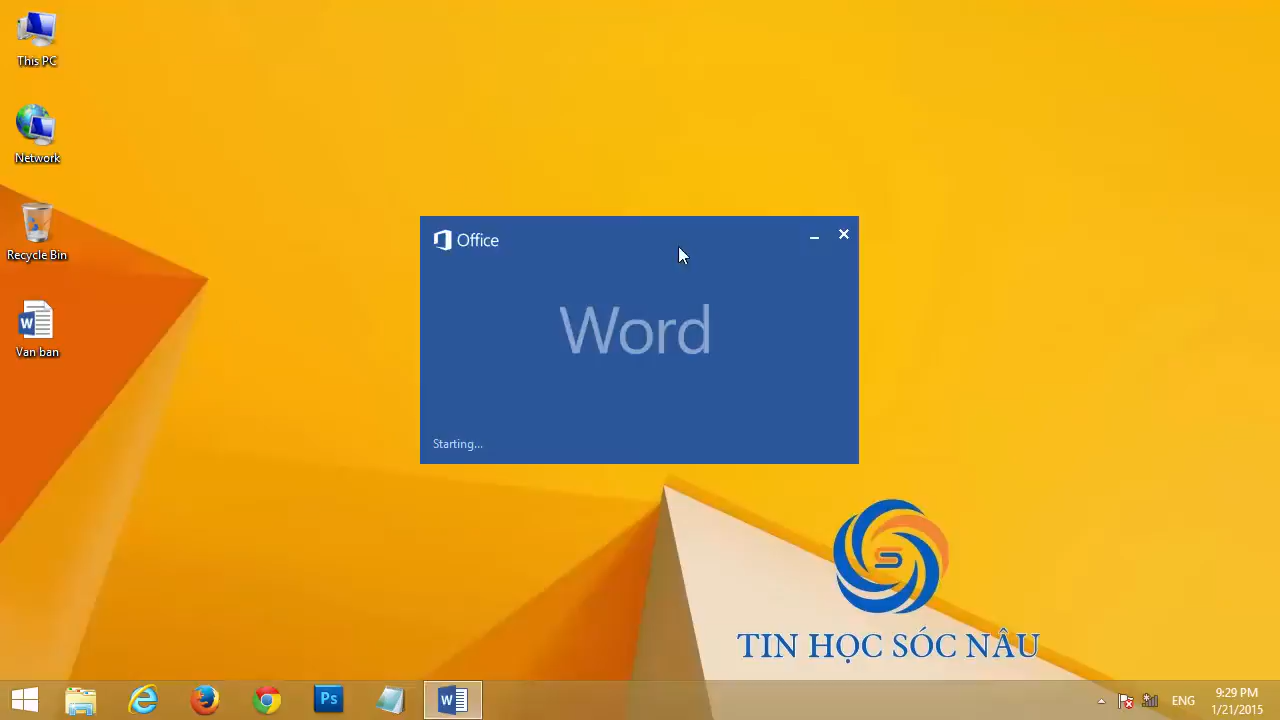 This PC
Network
Recycle Bin
Van ban
Office
Word
Starting...
TIN HỌC SÓC NÂU
Ps
ENG
9:29 PM
1/21/2015